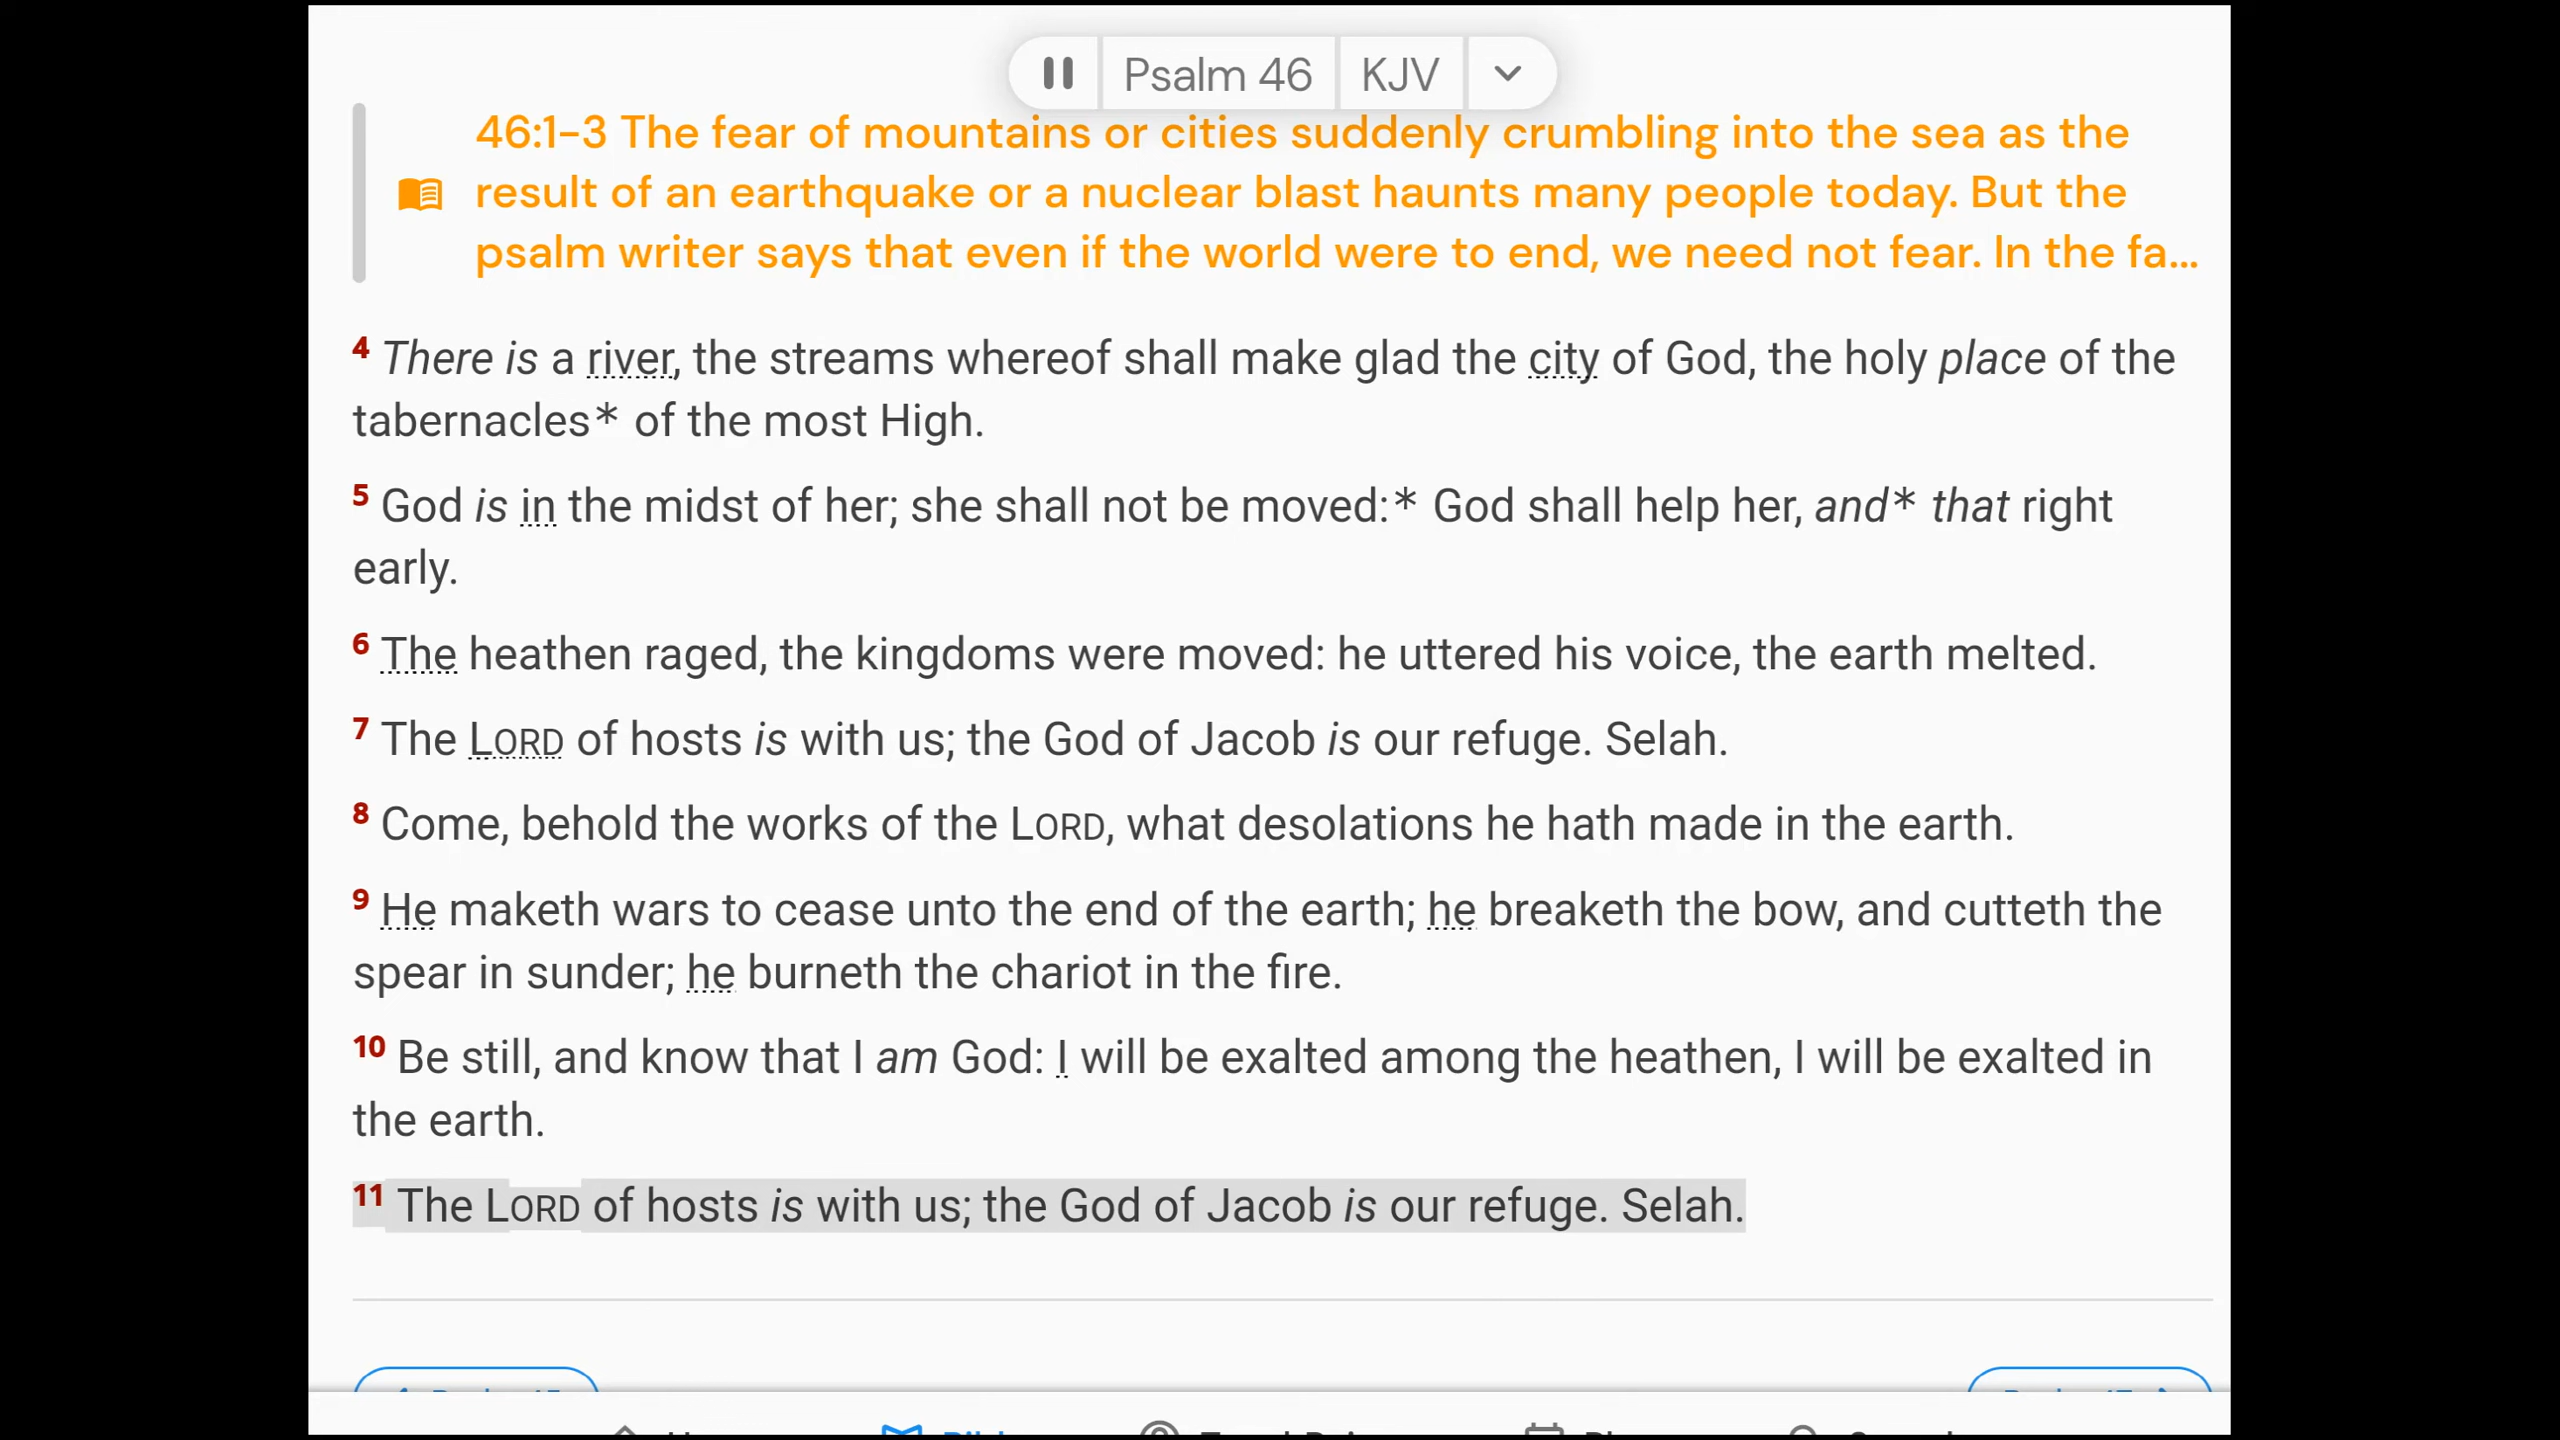 Psalm 46 KJV
46:1-3 The fear of mountains or cities suddenly crumbling into the sea as the
result of an earthquake or a nuclear blast haunts many people today. But the
psalm writer says that even if the world were to end, we need not fear. In the fa...
4 There is a river, the streams whereof shall make glad the city of God, the holy place of the
tabernacles* of the most High.
5 God is in the midst of her; she shall not be moved:* God shall help her, and* that right
early.
6 The heathen raged, the kingdoms were moved: he uttered his voice, the earth melted.
7 The LORD of hosts is with us; the God of Jacob is our refuge. Selah.
8 Come, behold the works of the LORD, what desolations he hath made in the earth.
9 He maketh wars to cease unto the end of the earth; he breaketh the bow, and cutteth the
spear in sunder; he burneth the chariot in the fire.
10 Be still, and know that I am God: I will be exalted among the heathen, I will be exalted in
the earth.
11 The LORD of hosts is with us; the God of Jacob is our refuge. Selah.